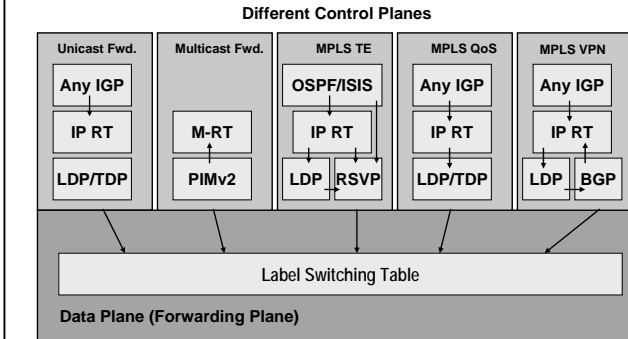 Different Control Planes
Unicast Fwd.
Any IGP
IP RT
LDP/TDP
Multicast Fwd.
M-RT
PIMv2
MPLS TE
OSPF/ISIS
IP RT
LDP
RSVP
MPLS QoS
Any IGP
IP RT
LDP/TDP
MPLS VPN
Any IGP
IP RT
LDP
BGP
Label Switching Table
Data Plane (Forwarding Plane)